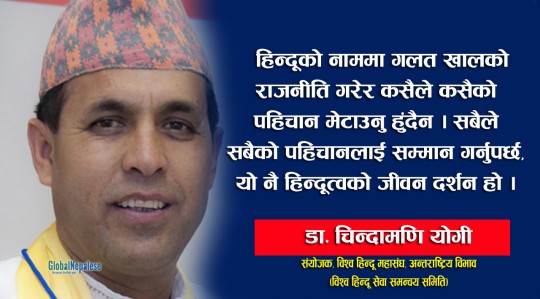 हिन्दूको नाममा गलत खालको
राजनीति गरेर कसैले कसैको
पहिचान मेटाउनु हुंदैन । सबैले
सबैको पहिचानलाई सम्मान गर्नुपर्छ,
यो नै हिन्दूत्वको जीवन दर्शन हो ।
डा. चिन्डामणि योगी
संयोजक, विश्व हिन्दू महासंघ, अन्तराष्ट्रिय विभाव
(विश्व हिन्दू सेवा समन्वय समिति)
GlobalNepalese